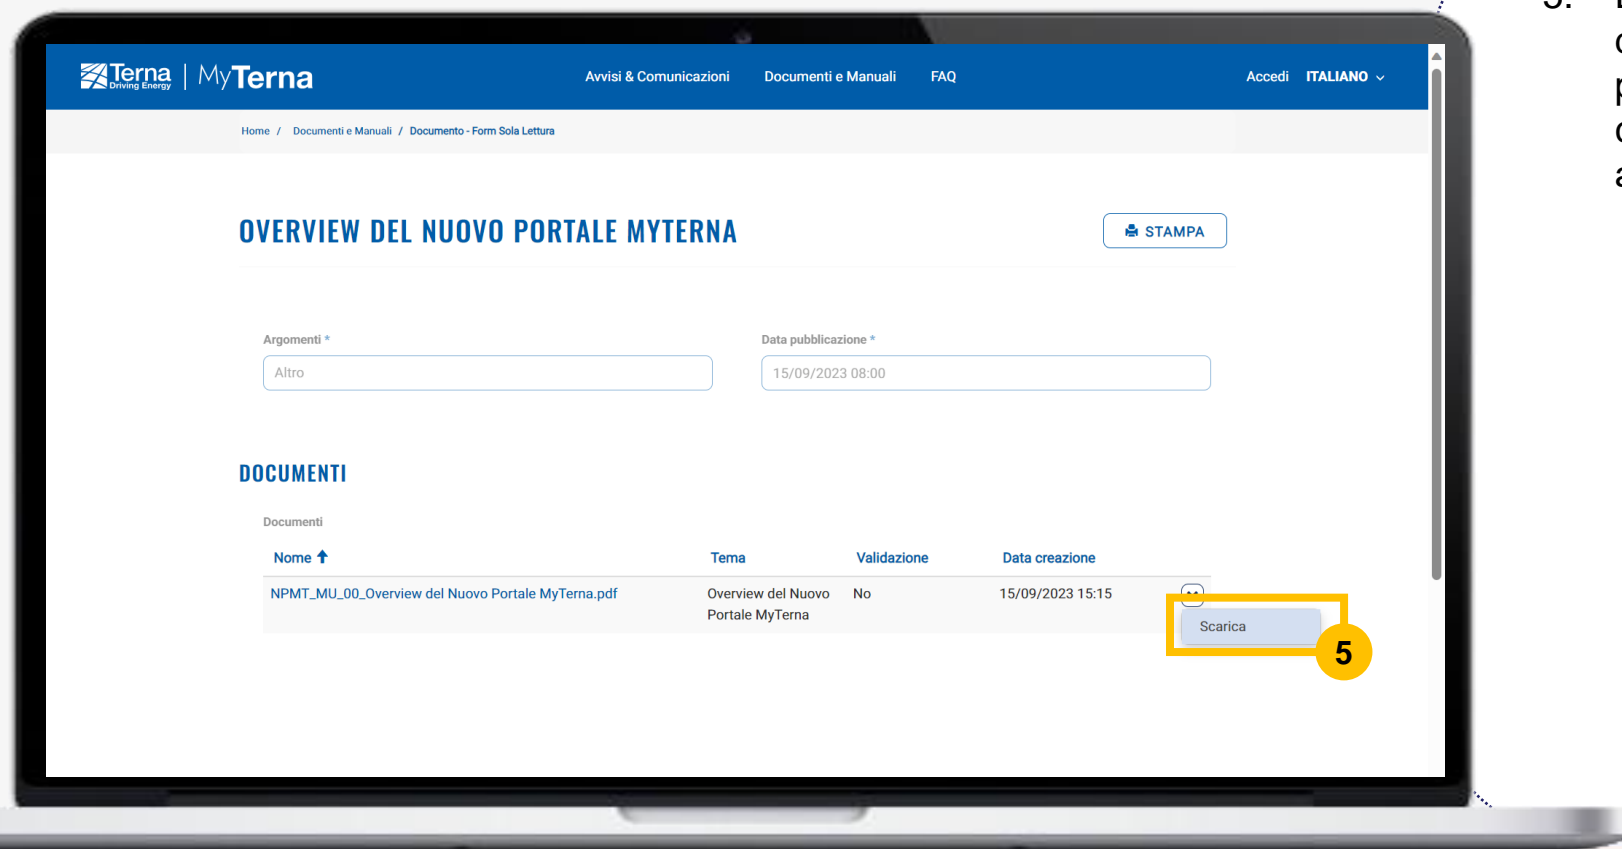 Terna
Driving Energy
MyTerna
Avvisi & Comunicazioni
Documenti e Manuali
FAQ
Accedi
ITALIANO
Home / Documenti e Manuali / Documento - Form Sola Lettura
OVERVIEW DEL NUOVO PORTALE MYTERNA
STAMPA
Argomenti *
Data pubblicazione *
Altro
15/09/2023 08:00
DOCUMENTI
Documenti
Nome
Tema
Validazione
Data creazione
NPMT_MU_00_Overview del Nuovo Portale MyTerna.pdf
Overview del Nuovo
Portale MyTerna
No
15/09/2023 15:15
Scarica
5